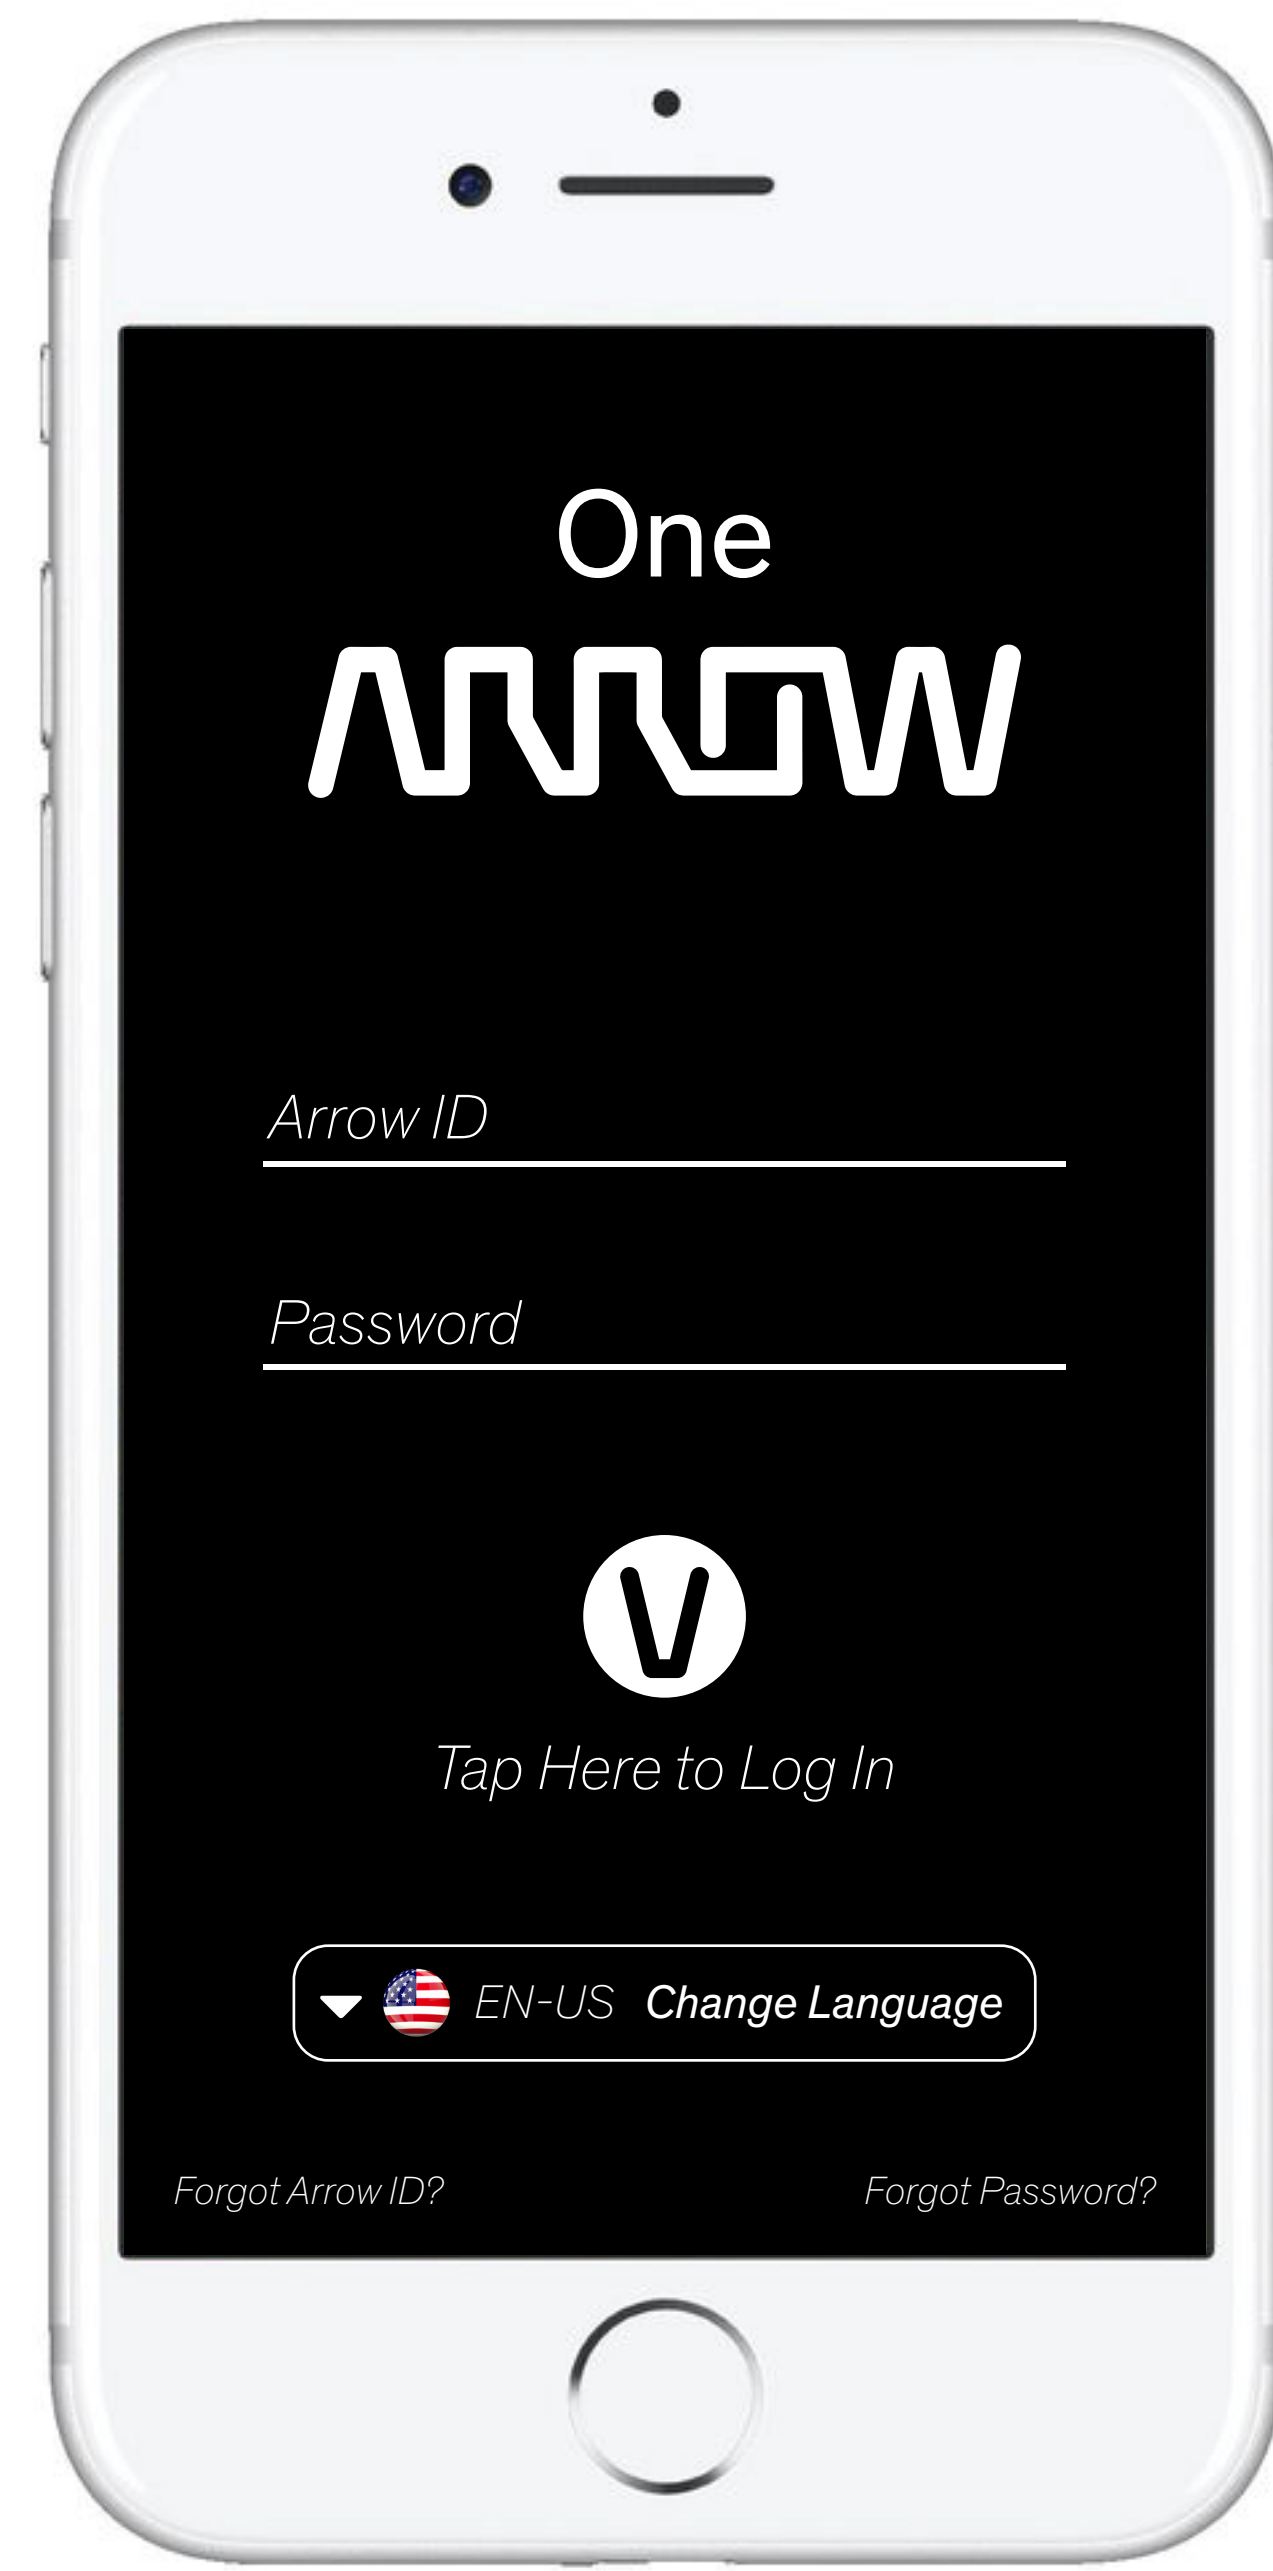 One
ARROW
Arrow ID
Password
V
Tap Here to Log In
EN-US Change Language
Forgot Arrow ID? Forgot Password?